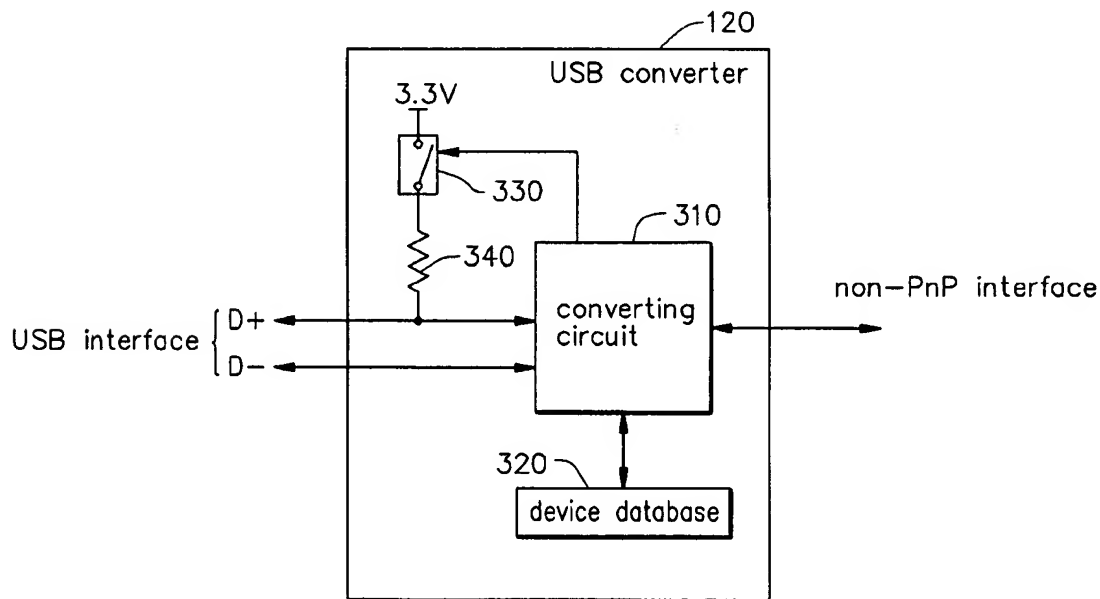 120
USB converter
3.3V
330
310
340
converting
circuit
non-PnP interface
USB interface
D+
D-
320
device database